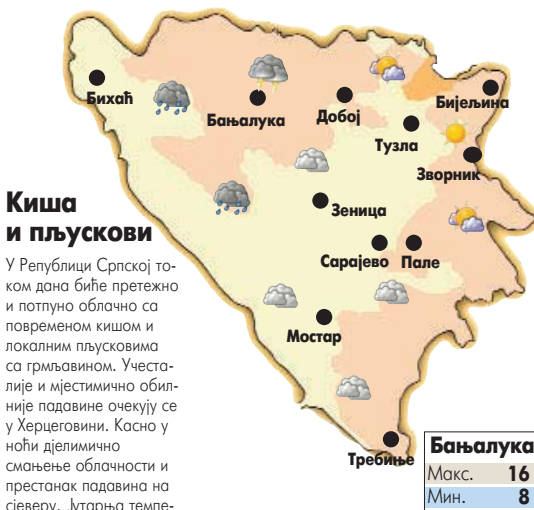 Бихаћ
Бањалука
Добој
Бијељина
Тузла
Зворник
Зеница
Сарајево
Пале
Мостар
Требиње
Киша
и пљускови
У Републици Српској то-
ком дана биће претежно
и потпуно облачно са
повременом кишом и
локалним пљусковима
са грмљавином. Учеста-
лије и мјестимично обил-
није падавине очекују се
у Херцеговини. Касно у
ноћи дјелимично
смањење облачности и
престанак падавина на
сјеверу. Јутарња темпе-
Бањалука
Макс. 16
Мин. 8